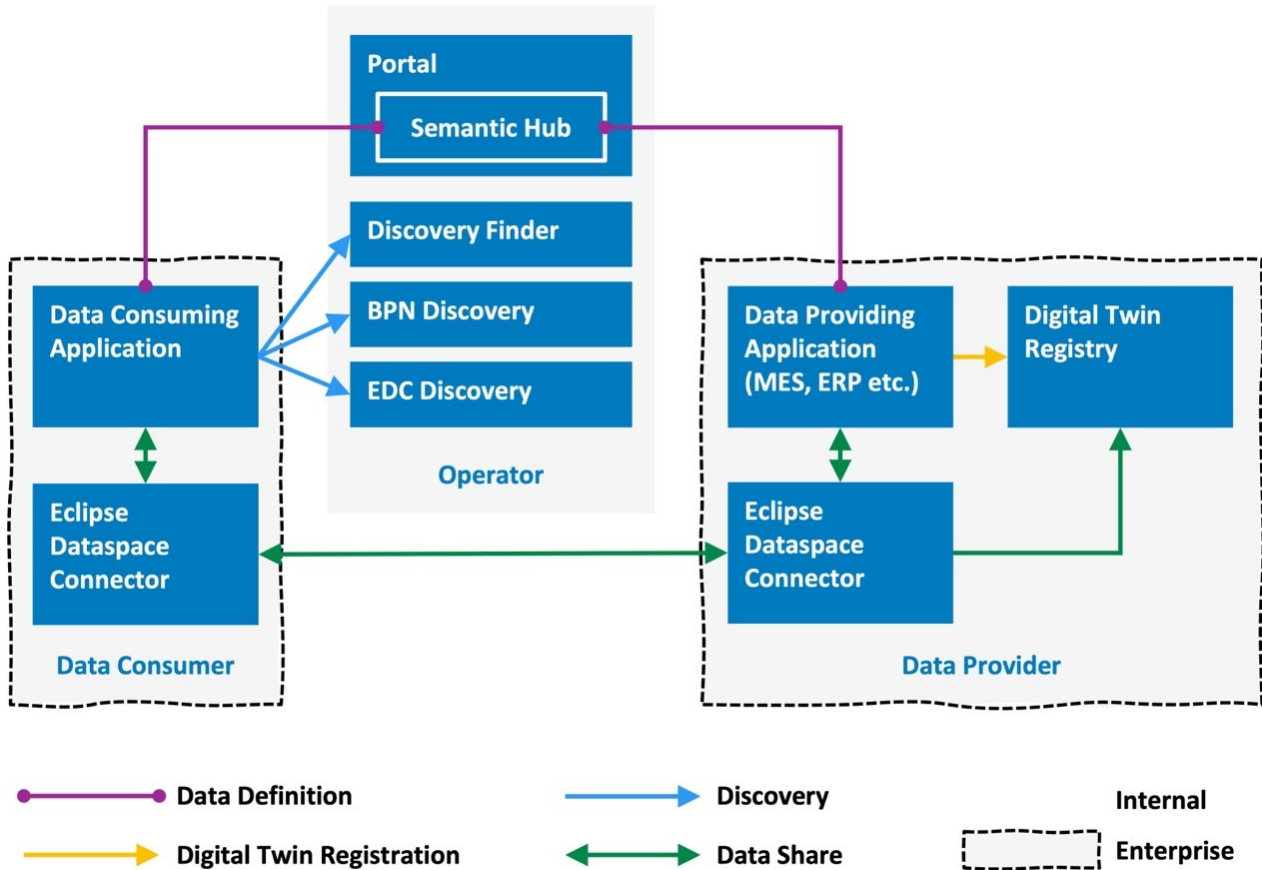 Portal
Semantic Hub
Discovery Finder
BPN Discovery
EDC Discovery
Operator
Data Consuming
Application
Eclipse
Dataspace
Connector
Data Consumer
Data Providing
Application
(MES, ERP etc.)
Digital Twin
Registry
Eclipse
Dataspace
Connector
Data Provider
Data Definition
Discovery
Internal
Digital Twin Registration
Data Share
Enterprise